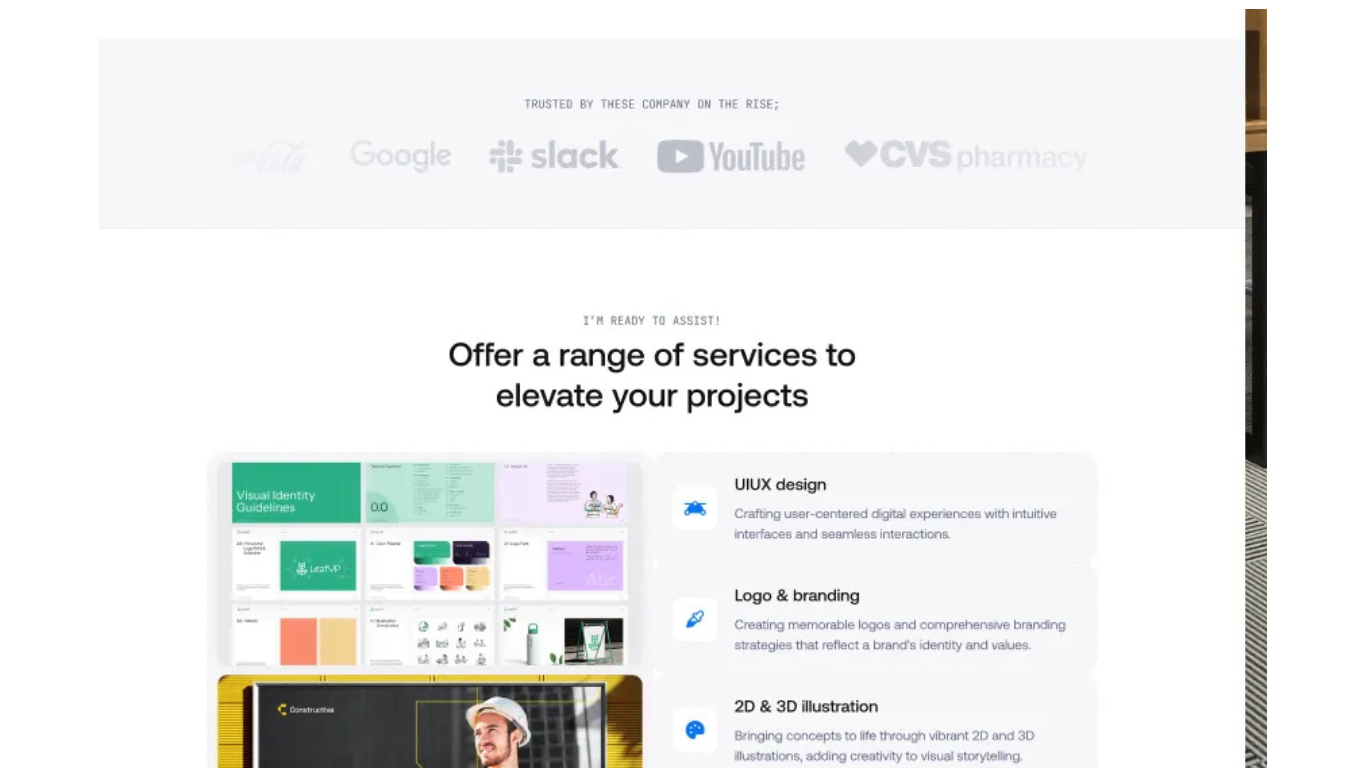 TRUSTED BY THESE COMPANY ON THE RISE;
Google
slack
YouTube
CVS pharmacy
I'M READY TO ASSIST!
Offer a range of services to
elevate your projects
Visual Identity
Guidelines
0.0
LeafVP
Abc
Constructiva
UIUX design
Crafting user-centered digital experiences with intuitive
interfaces and seamless interactions.
Logo & branding
Creating memorable logos and comprehensive branding
strategies that reflect a brand's identity and values.
2D & 3D illustration
Bringing concepts to life through vibrant 2D and 3D
illustrations, adding creativity to visual storytelling.